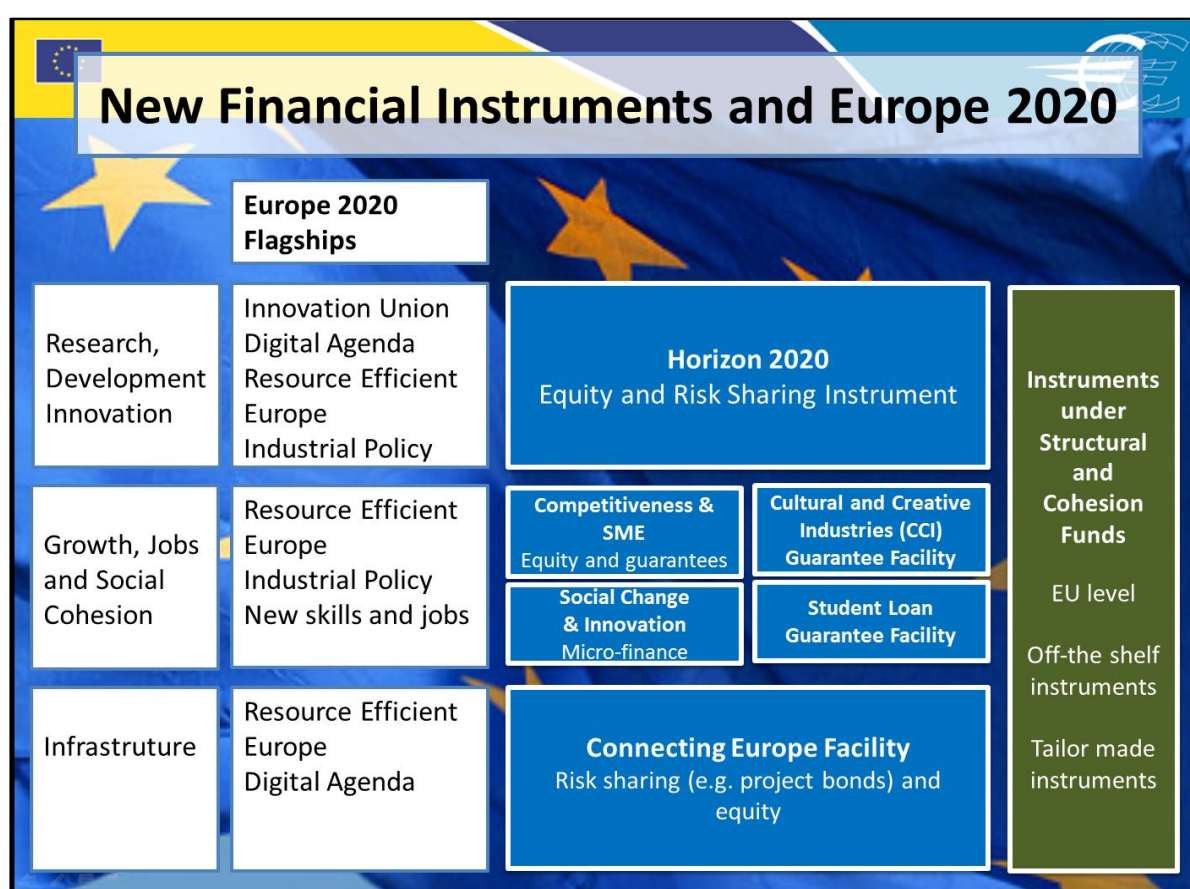 New Financial Instruments and Europe 2020
Europe 2020
Flagships
Research,
Development
Innovation
Innovation Union
Digital Agenda
Resource Efficient
Europe
Industrial Policy
Horizon 2020
Equity and Risk Sharing Instrument
Growth, Jobs
and Social
Cohesion
Resource Efficient
Europe
Industrial Policy
New skills and jobs
Competitiveness &
SME
Equity and guarantees
Cultural and Creative
Industries (CCI)
Guarantee Facility
Social Change
& Innovation
Micro-finance
Student Loan
Guarantee Facility
Infrastruture
Resource Efficient
Europe
Digital Agenda
Connecting Europe Facility
Risk sharing (e.g. project bonds) and
equity
Instruments
under
Structural
and
Cohesion
Funds
EU level
Off-the shelf
instruments
Tailor made
instruments